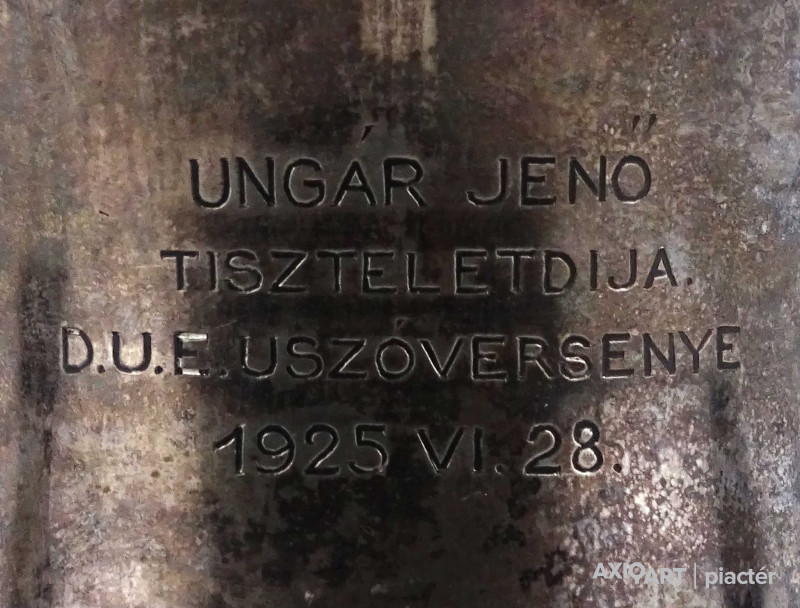 UNGÁR JENŐ
TISZTELETDIJA.
D.U.E. USZÓVERSENYE
1925 VI. 28.
AXIOART | piactér